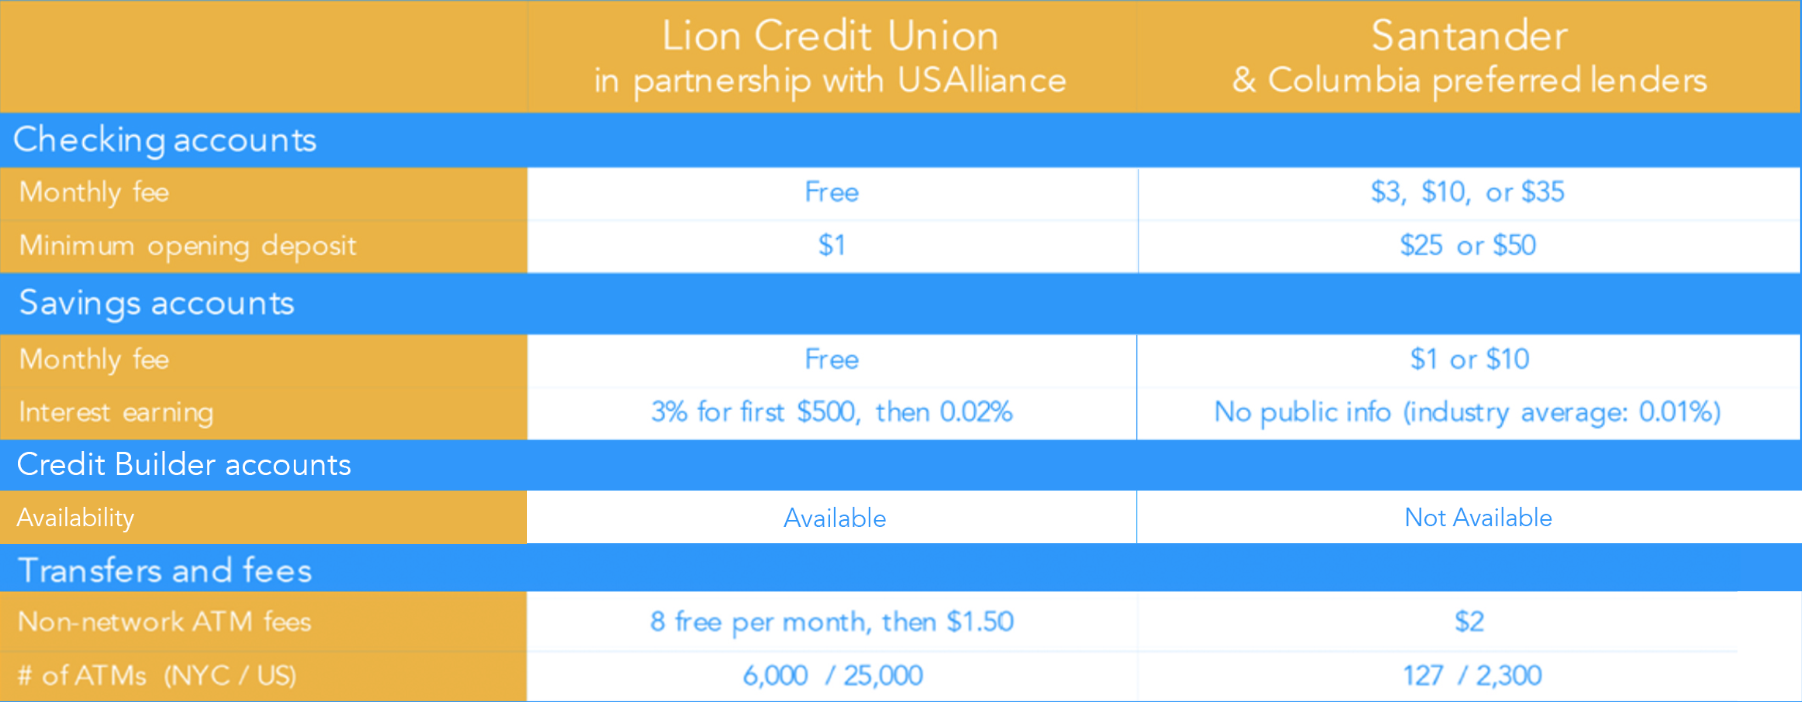 Lion Credit Union
in partnership with USAlliance
Santander
& Columbia preferred lenders
Checking accounts
Monthly fee Free $3, $10, or $35
Minimum opening deposit $1 $25 or $50
Savings accounts
Monthly fee Free $1 or $10
Interest earning 3% for first $500, then 0.02% No public info (industry average: 0.01%)
Credit Builder accounts
Availability Available Not Available
Transfers and fees
Non-network ATM fees 8 free per month, then $1.50 $2
# of ATMs (NYC / US) 6,000 / 25,000 127 / 2,300